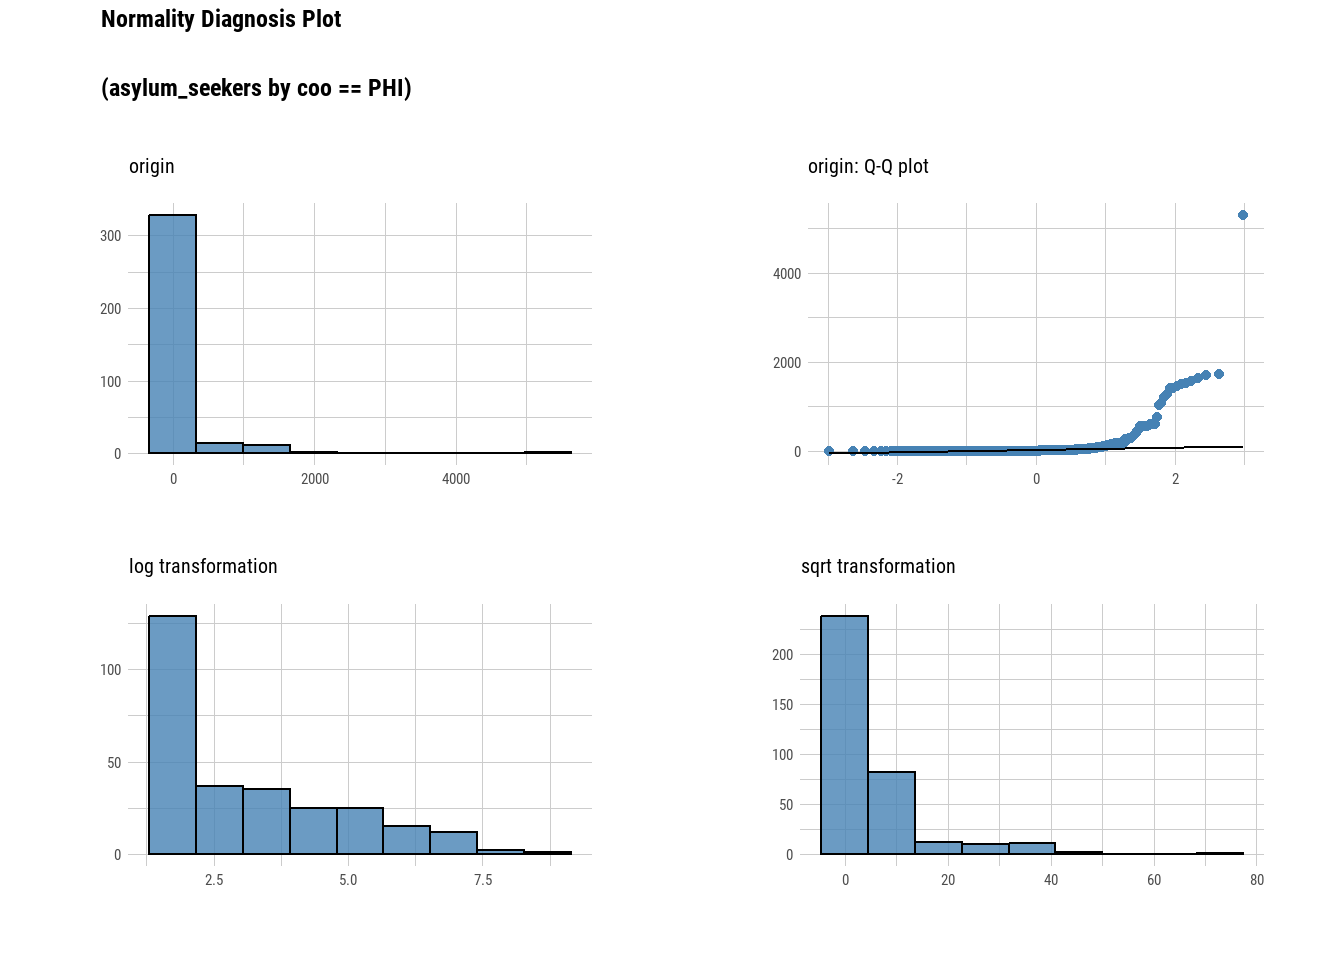 Normality Diagnosis Plot
(asylum_seekers by coo == PHI)
origin
300
200
100
0
0 2000 4000
origin: Q-Q plot
4000
2000
0
-2 0 2
log transformation
100
50
0
2.5 5.0 7.5
sqrt transformation
200
150
100
50
0
0 20 40 60 80